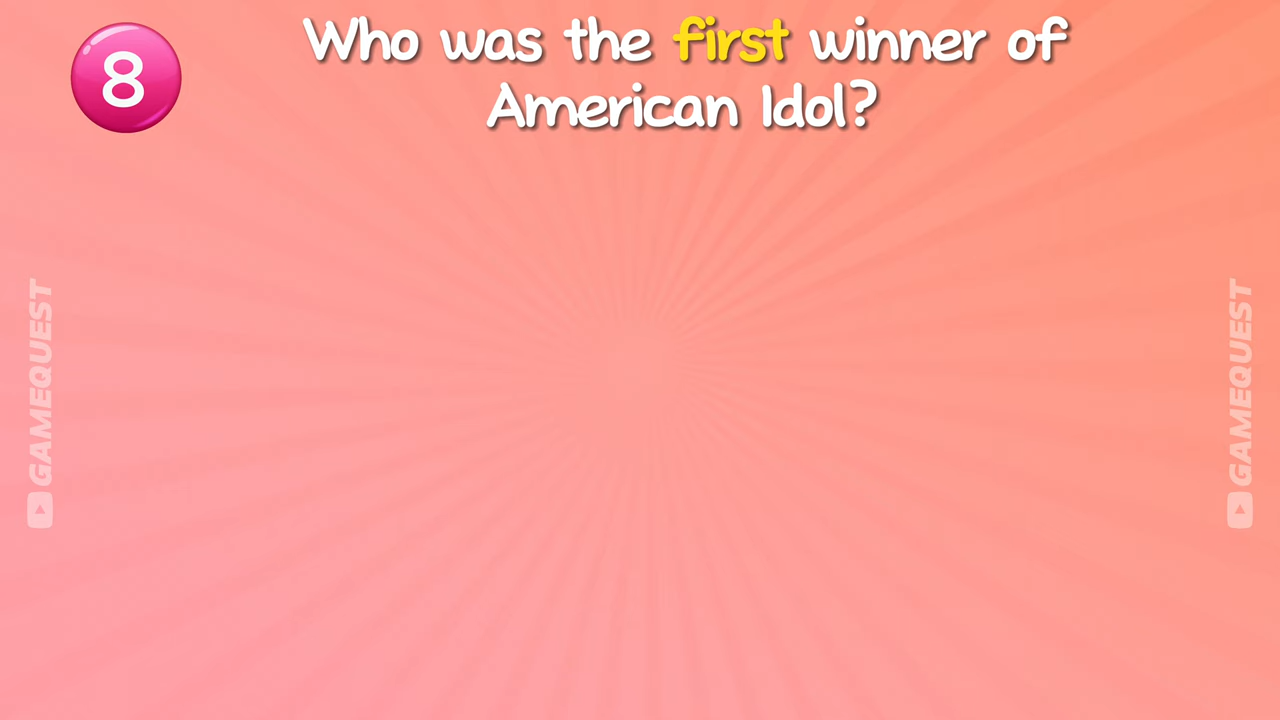 8
Who was the first winner of
American Idol?
GAMEQUEST
GAMEQUEST